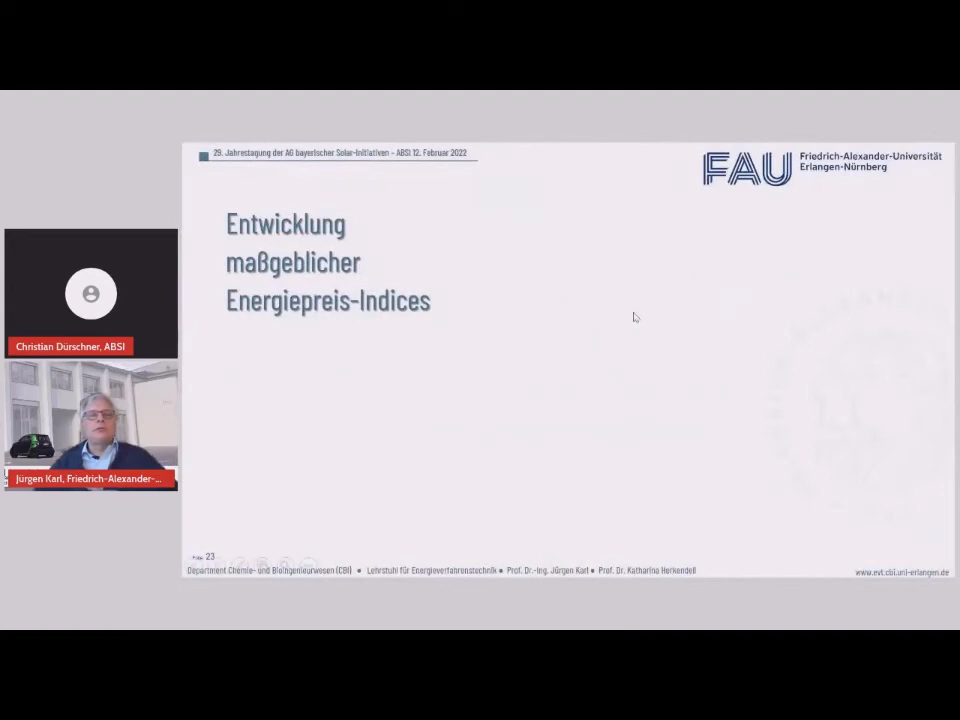 29. Jahrestagung der AG bayerischer Solar-Initiativen – ABSI 12. Februar 2022
FAU Friedrich-Alexander-Universität
Erlangen-Nürnberg
Entwicklung
maßgeblicher
Energiepreis-Indices
Christian Dürschner, ABSI
Jürgen Karl, Friedrich-Alexander-...
23
Department Chemie- und Bioingenieurwesen (CBI) ● Lehrstuhl für Energieverfahrenstechnik ● Prof. Dr.-Ing. Jürgen Karl ● Prof. Dr. Katharina Herkendell
www.evt.cbi.uni-erlangen.de